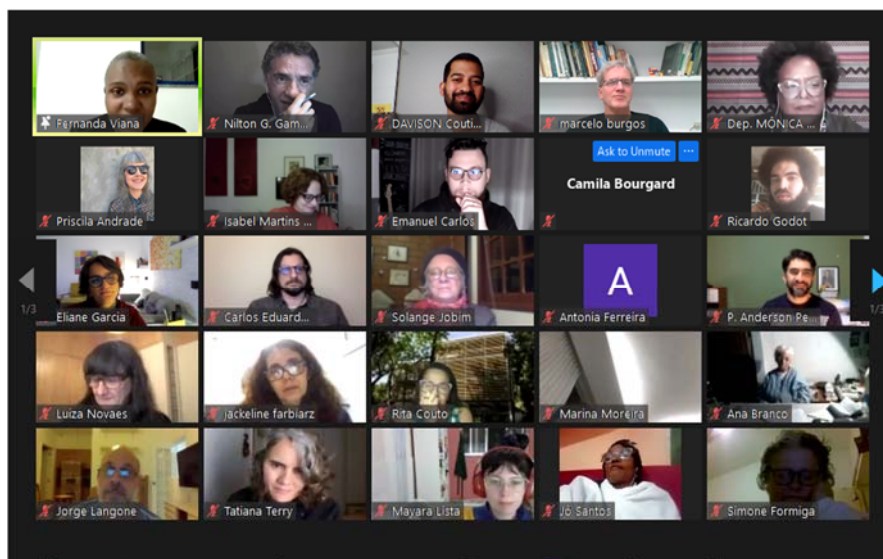 Fernanda Viana
Nilton G. Gam...
DAVISON Couti...
marcelo burgos
Dep. MÔNICA ...
Priscila Andrade
Isabel Martins ...
Emanuel Carlos
Ask to Unmute ...
Camila Bourgard
Ricardo Godot
1/3
Eliane Garcia
Carlos Eduard...
Solange Jobim
A
Antonia Ferreira
P. Anderson Pe...
1/3
Luiza Novaes
jackeline farbiarz
Rita Couto
Marina Moreira
Ana Branco
Jorge Langone
Tatiana Terry
Mayara Lista
Jô Santos
Simone Formiga